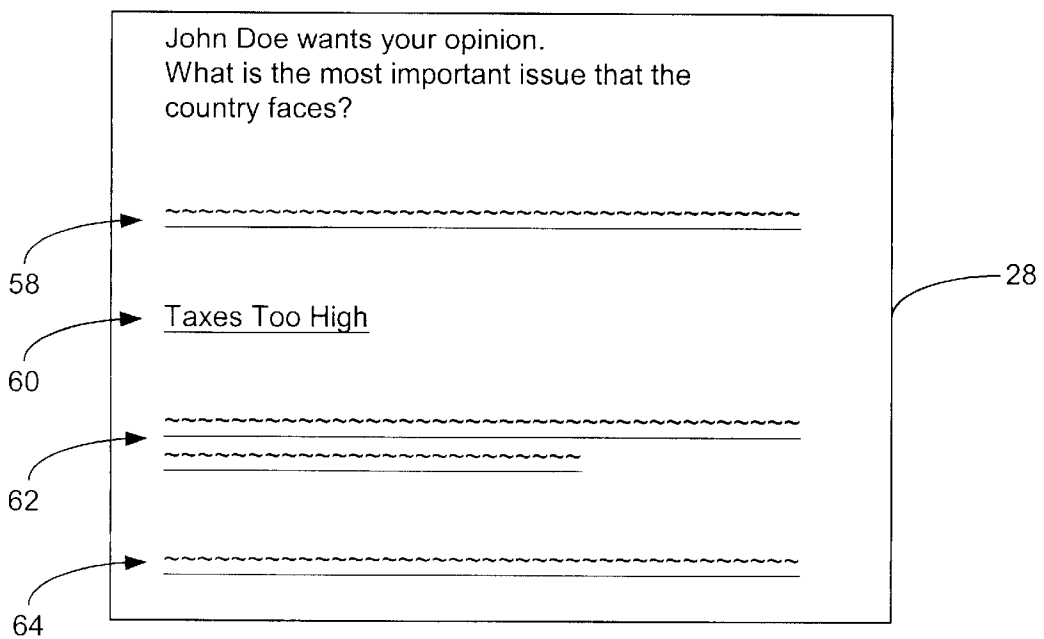 John Doe wants your opinion.
What is the most important issue that the
country faces?
58
28
Taxes Too High
60
62
64